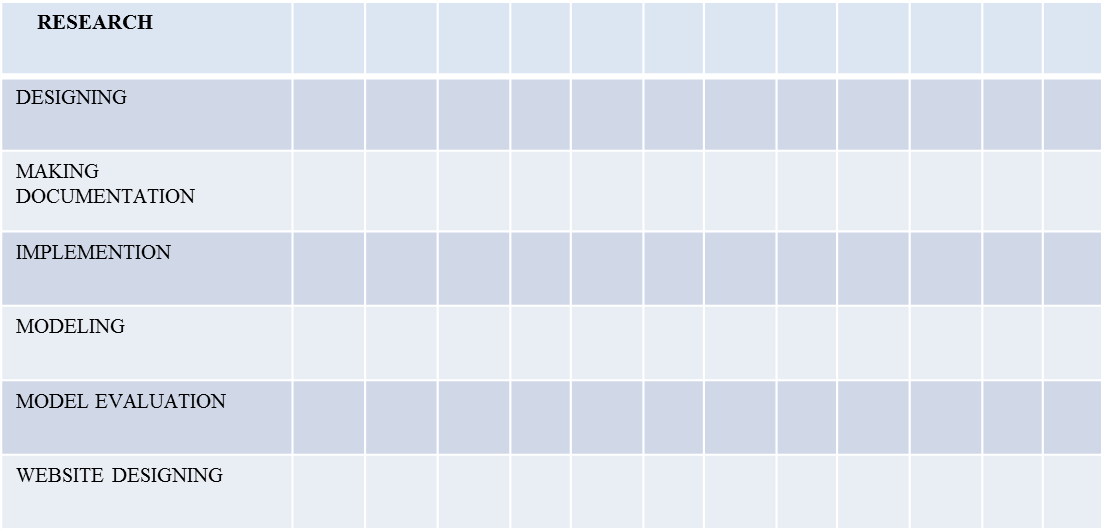 RESEARCH
DESIGNING
MAKING
DOCUMENTATION
IMPLEMENTION
MODELING
MODEL EVALUATION
WEBSITE DESIGNING